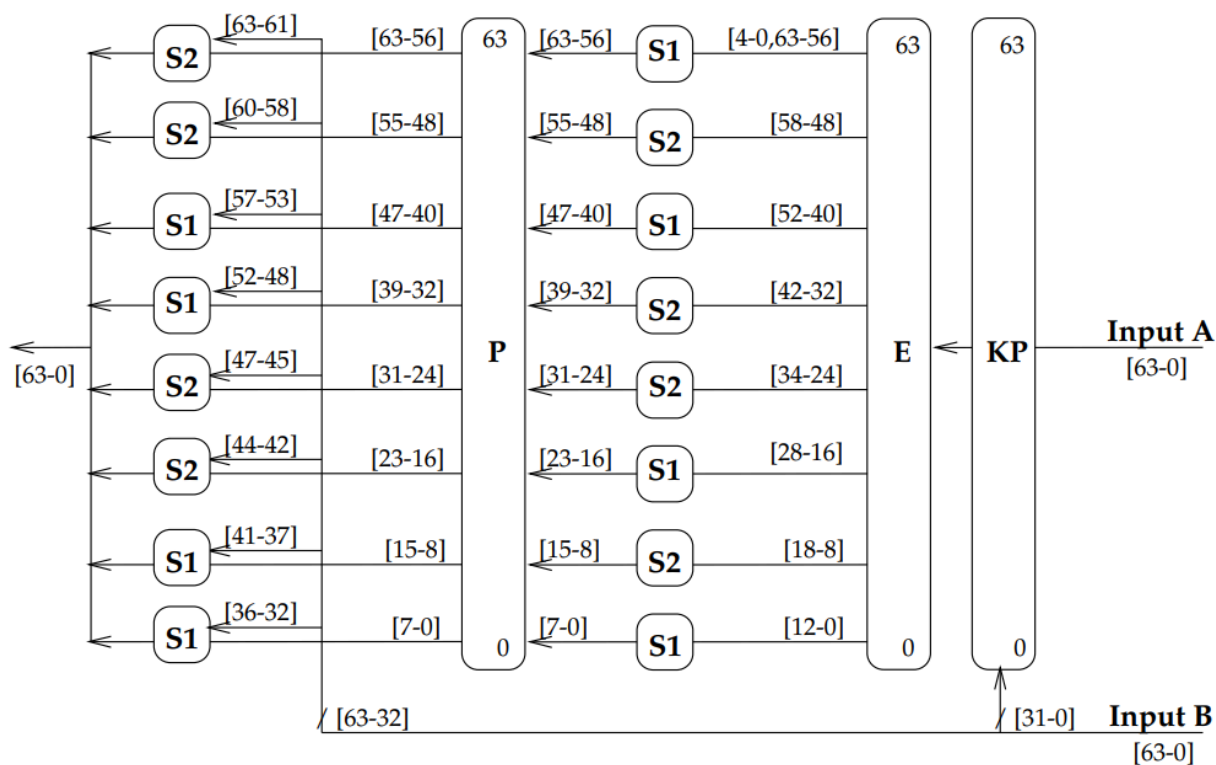 [63-61] [63-56] 63 [63-56] S1 [4-0,63-56] 63 63
S2
[60-58] [55-48] [55-48] S2 [58-48]
S2
[57-53] [47-40] [47-40] S1 [52-40]
S1
[52-48] [39-32] [39-32] S2 [42-32]
S1
P E KP Input A
[63-0] [63-0]
[47-45] [31-24] [31-24] S2 [34-24]
S2
[44-42] [23-16] [23-16] S1 [28-16]
S2
[41-37] [15-8] [15-8] S2 [18-8]
S1
[36-32] [7-0] 0 [7-0] S1 [12-0] 0 0
S1
[63-32] [31-0] Input B
[63-0]